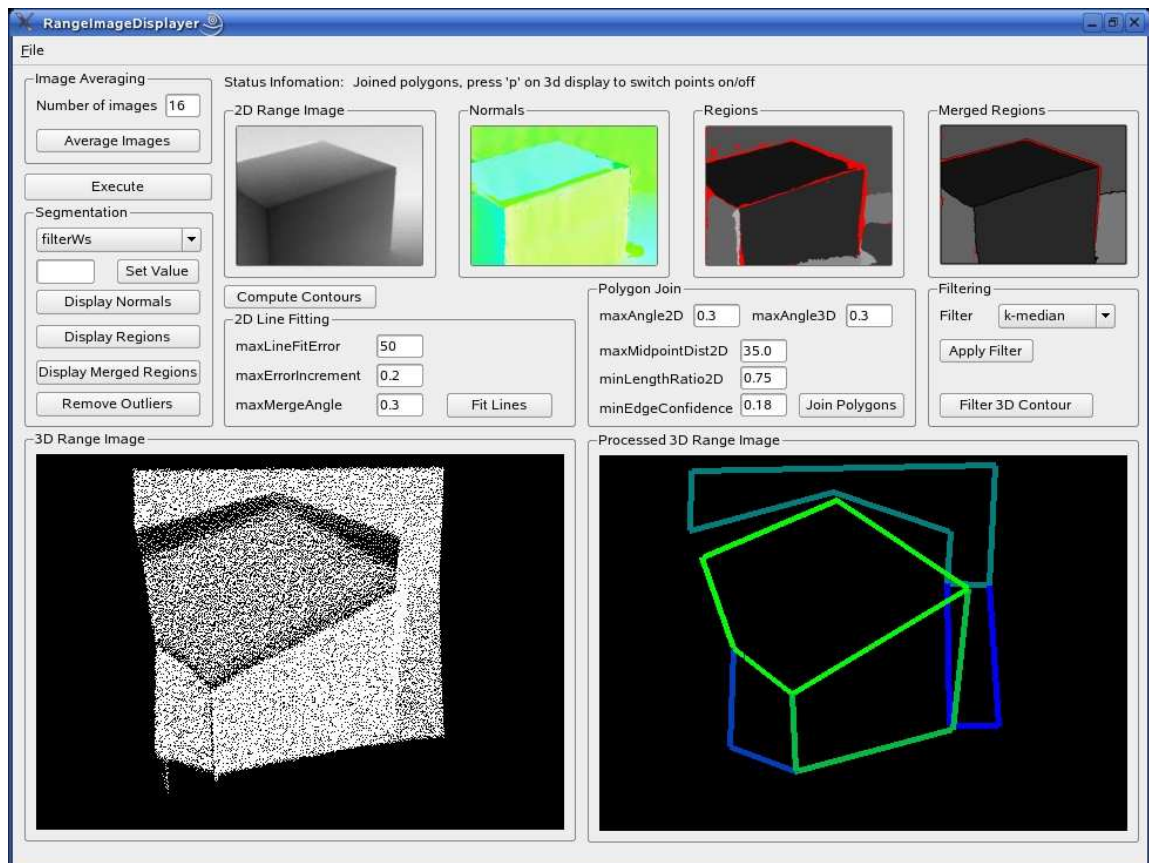 RangeImageDisplayer
File
Image Averaging
Number of images 16
Average Images
Execute
Segmentation
filterWs
Set Value
Display Normals
Display Regions
Display Merged Regions
Remove Outliers
Status Infomation: Joined polygons, press 'p' on 3d display to switch points on/off
2D Range Image
Normals
Regions
Merged Regions
Compute Contours
2D Line Fitting
maxLineFitError 50
maxErrorIncrement 0.2
maxMergeAngle 0.3 Fit Lines
Polygon Join
maxAngle2D 0.3 maxAngle3D 0.3
maxMidpointDist2D 35.0
minLengthRatio2D 0.75
minEdgeConfidence 0.18 Join Polygons
Filtering
Filter k-median
Apply Filter
Filter 3D Contour
3D Range Image
Processed 3D Range Image